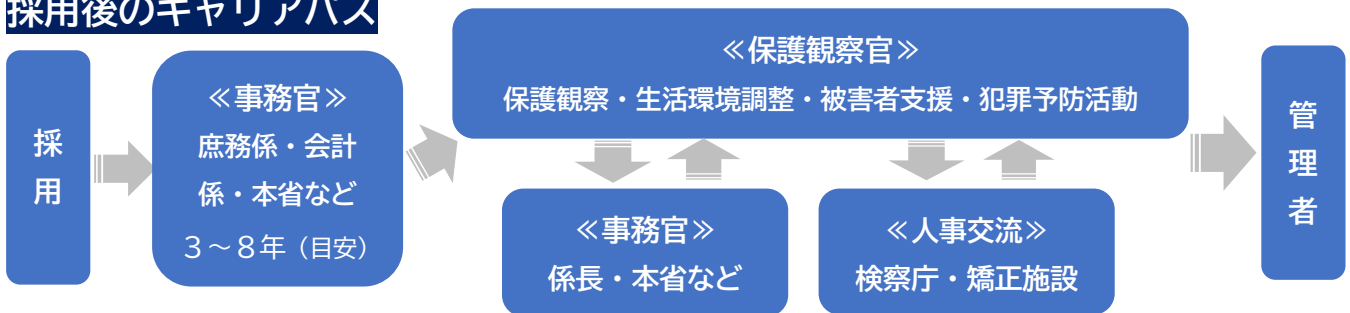 採用後のキャリアパス
採
用
≪事務官≫
庶務係・会計
係・本省など
３～８年（目安）
≪保護観察官≫
保護観察・生活環境調整・被害者支援・犯罪予防活動
≪事務官≫
係長・本省など
≪人事交流≫
検察庁・矯正施設
管
理
者